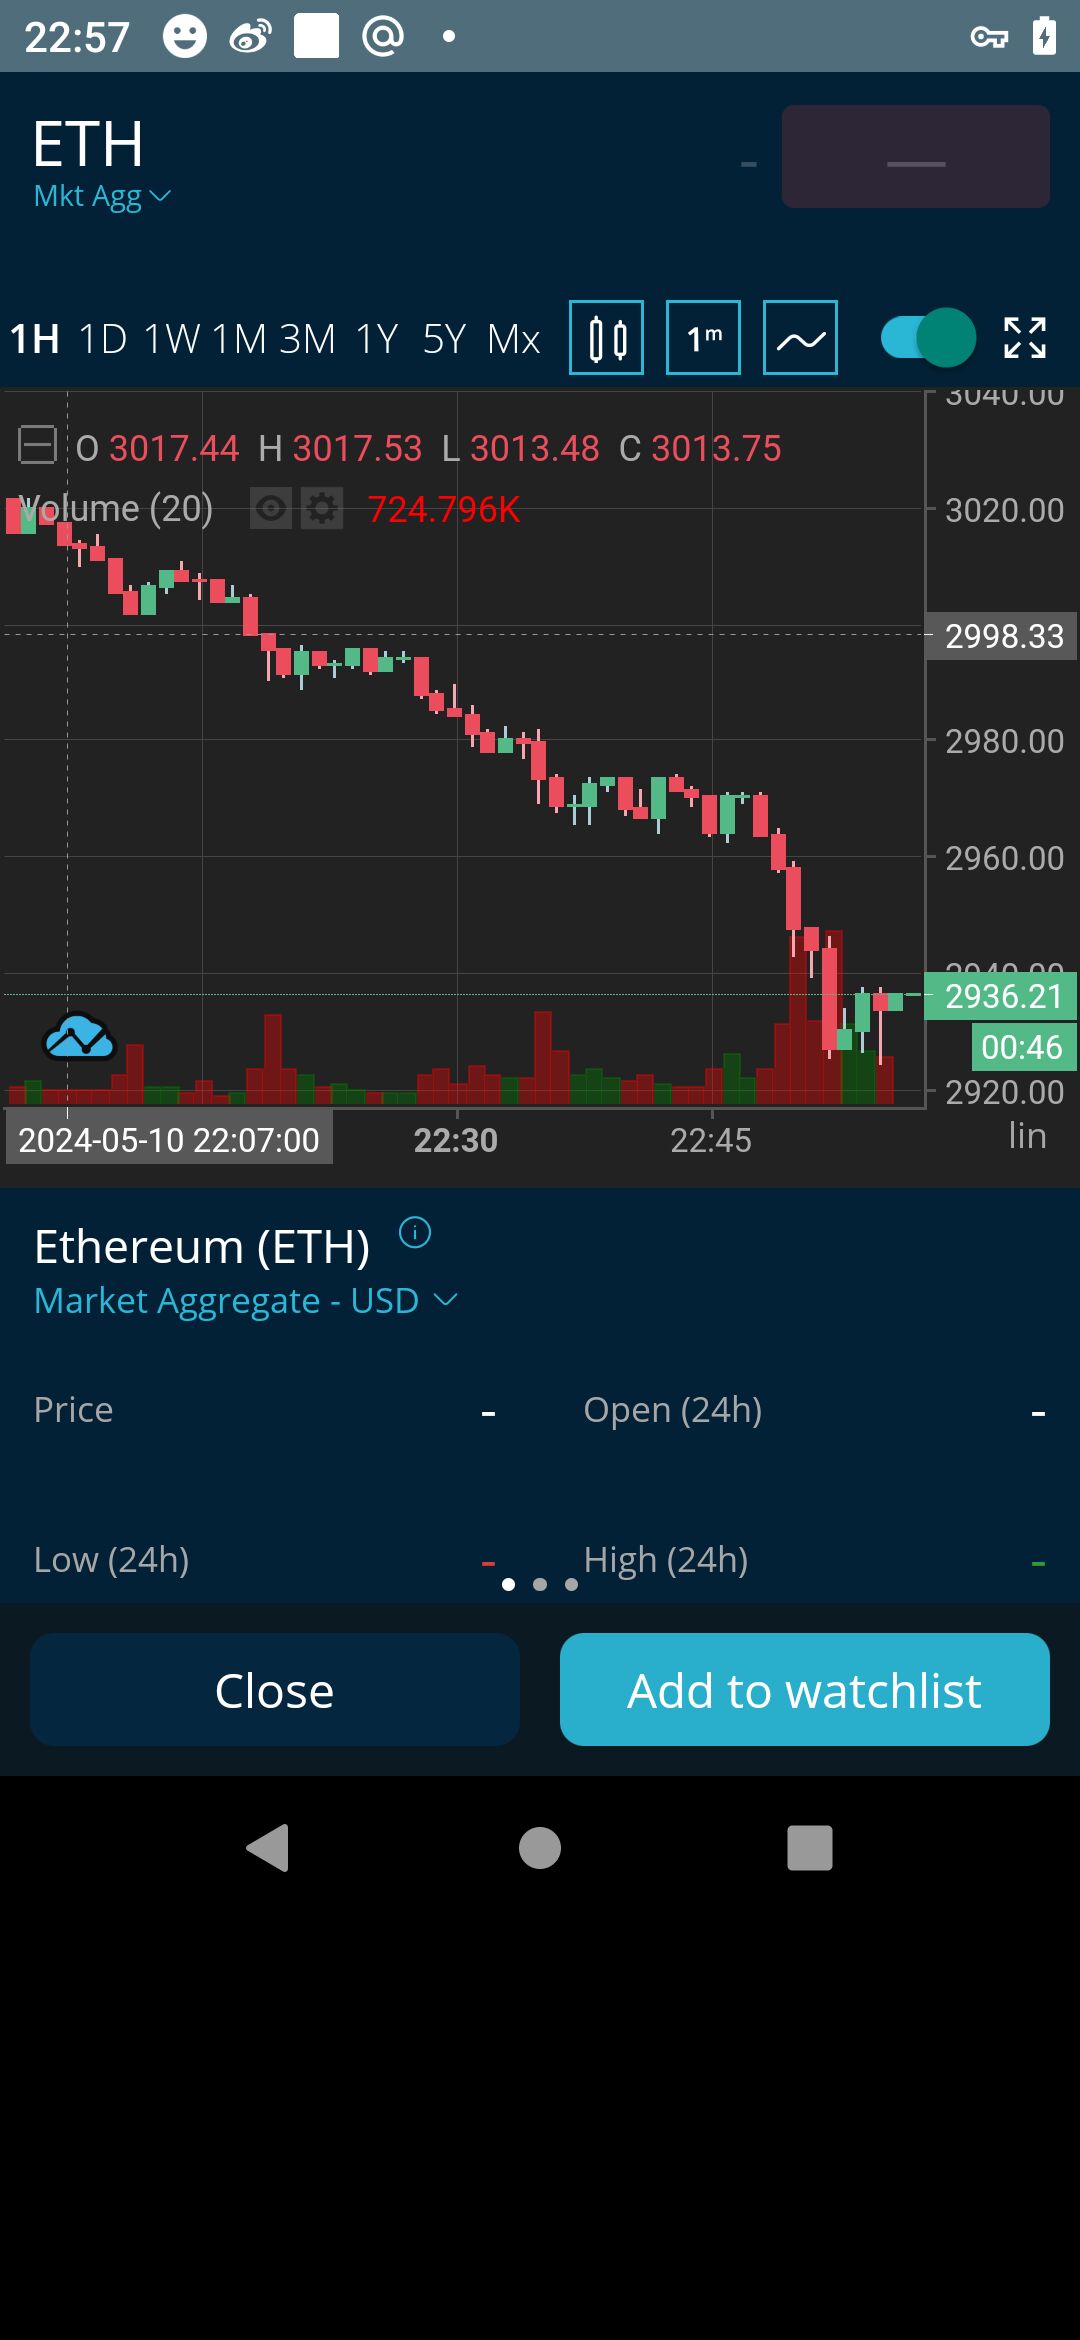 22:57
ETH
Mkt Agg
-
1H 1D 1W 1M 3M 1Y 5Y Mx 1m
3040.00
O 3017.44 H 3017.53 L 3013.48 C 3013.75
Volume (20) 724.796K
3020.00
2998.33
2980.00
2960.00
2940.00
2936.21
00:46
2920.00
2024-05-10 22:07:00 22:30 22:45 lin
Ethereum (ETH)
Market Aggregate - USD
Price - Open (24h) -
Low (24h) - High (24h) -
Close Add to watchlist